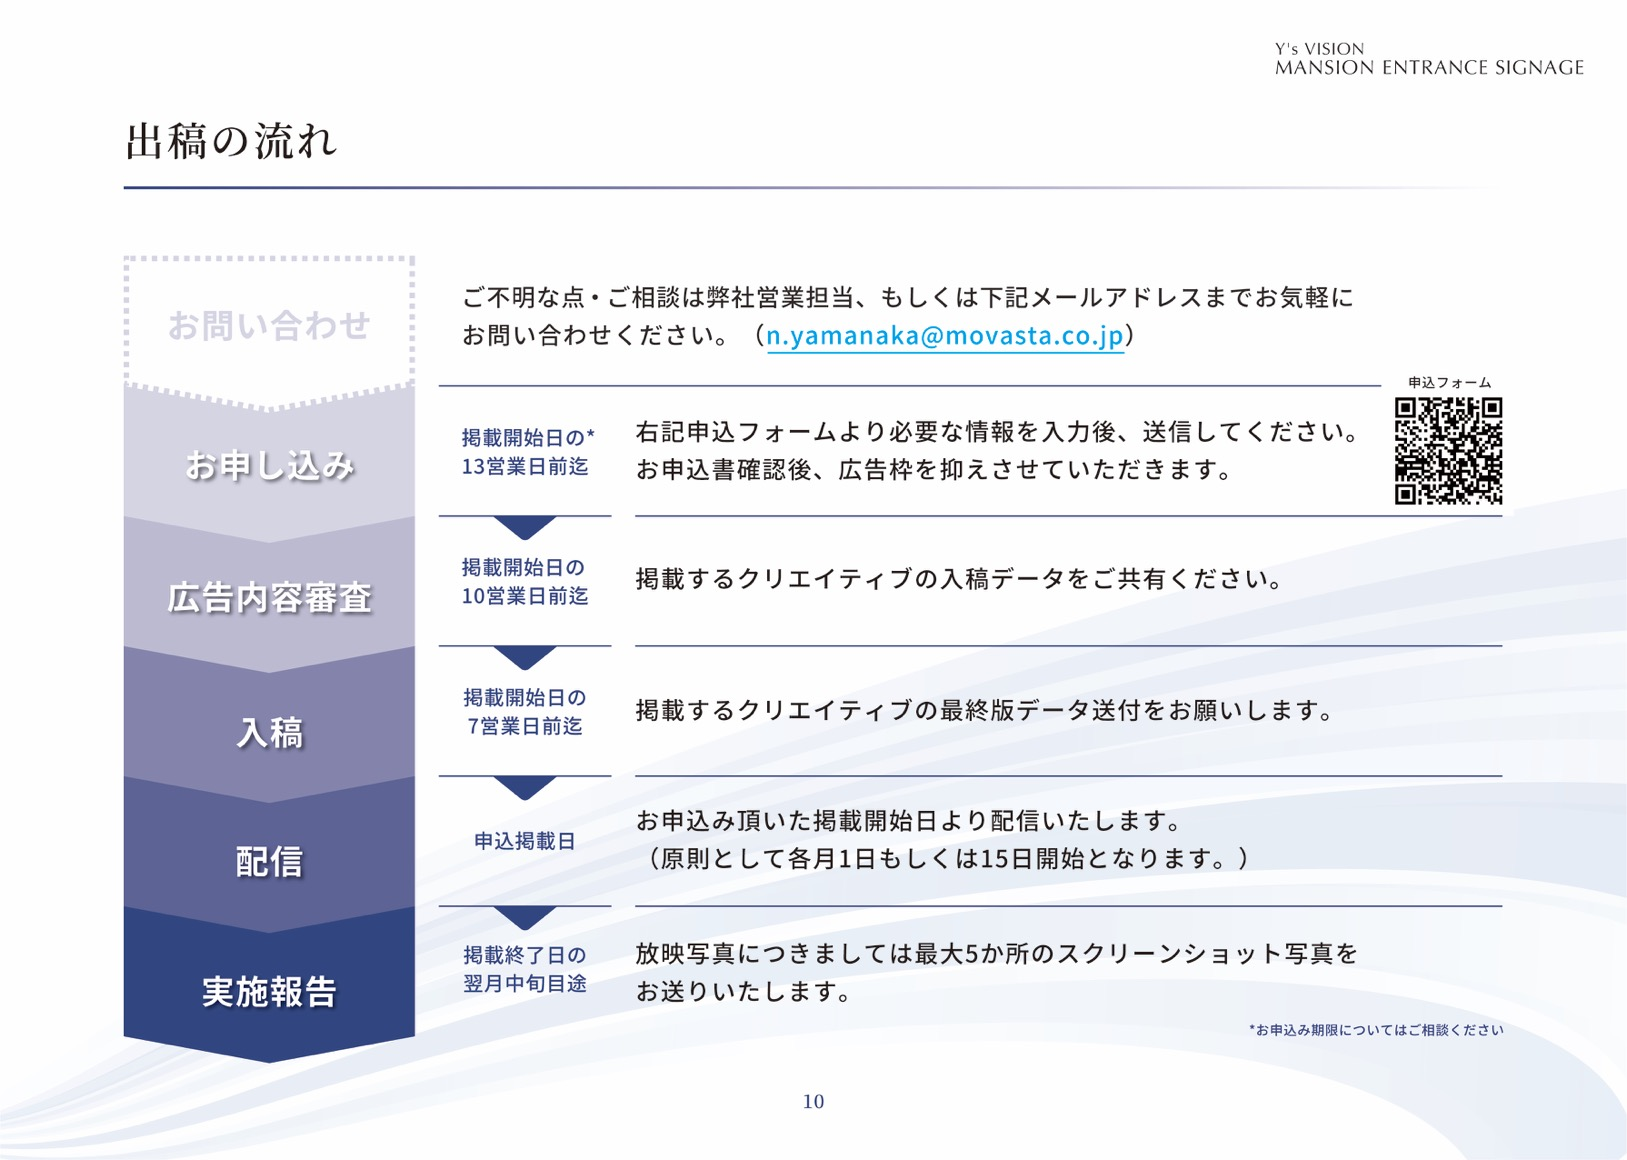 Y's VISION
MANSION ENTRANCE SIGNAGE
出稿の流れ
お問い合わせ
ご不明な点・ご相談は弊社営業担当、もしくは下記メールアドレスまでお気軽に
お問い合わせください。（n.yamanaka@movasta.co.jp）
申込フォーム
お申し込み
掲載開始日の*
13営業日前迄
右記申込フォームより必要な情報を入力後、送信してください。
お申込書確認後、広告枠を抑えさせていただきます。
広告内容審査
掲載開始日の
10営業日前迄
掲載するクリエイティブの入稿データをご共有ください。
入稿
掲載開始日の
7営業日前迄
掲載するクリエイティブの最終版データ送付をお願いします。
配信
申込掲載日
お申込み頂いた掲載開始日より配信いたします。
（原則として各月1日もしくは15日開始となります。）
実施報告
掲載終了日の
翌月中旬目途
放映写真につきましては最大5か所のスクリーンショット写真を
お送りいたします。
*お申込み期限についてはご相談ください
10